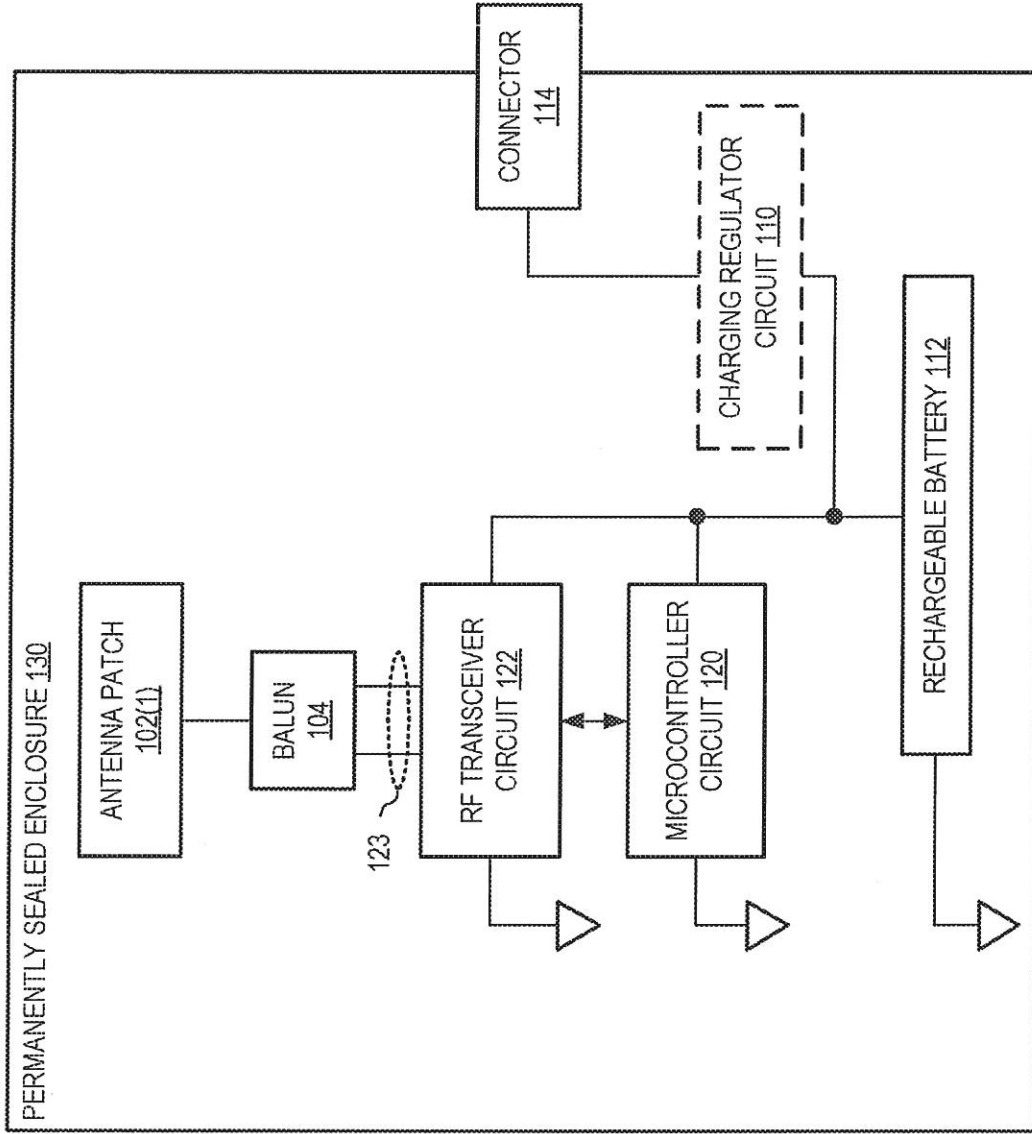 PERMANENTLY SEALED ENCLOSURE 130
ANTENNA PATCH
102(1)
BALUN
104
123
RF TRANSCEIVER
CIRCUIT 122
MICROCONTROLLER
CIRCUIT 120
RECHARGEABLE BATTERY 112
CHARGING REGULATOR
CIRCUIT 110
CONNECTOR
114